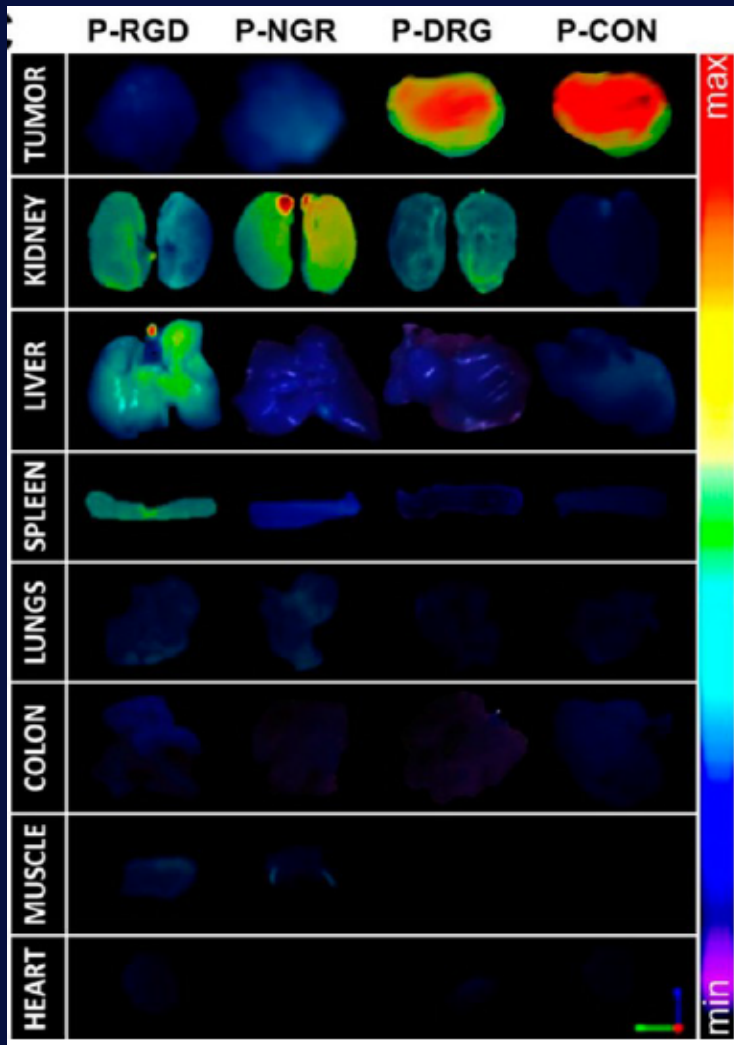 P-RGD P-NGR P-DRG P-CON
max
TUMOR
KIDNEY
LIVER
SPLEEN
LUNGS
COLON
MUSCLE
HEART
min